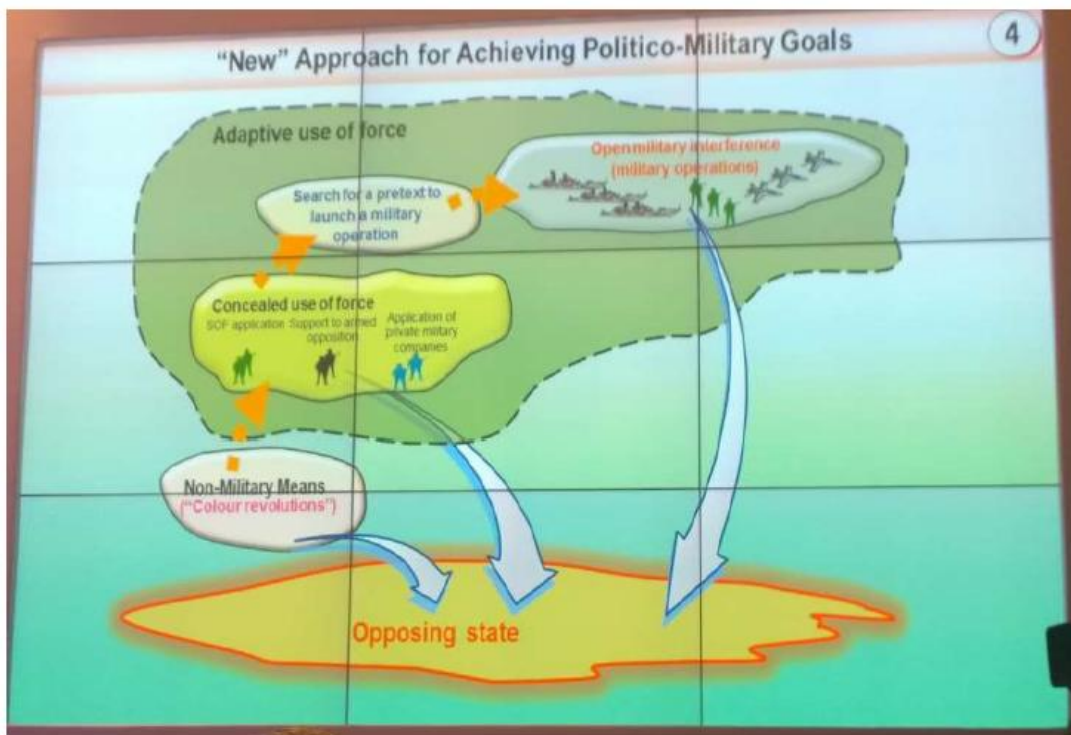 "New" Approach for Achieving Politico-Military Goals
4
Adaptive use of force
Open military interference
(military operations)
Search for a pretext to
launch a military
operation
Concealed use of force
SOF application
Support to armed
opposition
Application of
private military
companies
Non-Military Means
("Colour revolutions")
Opposing state